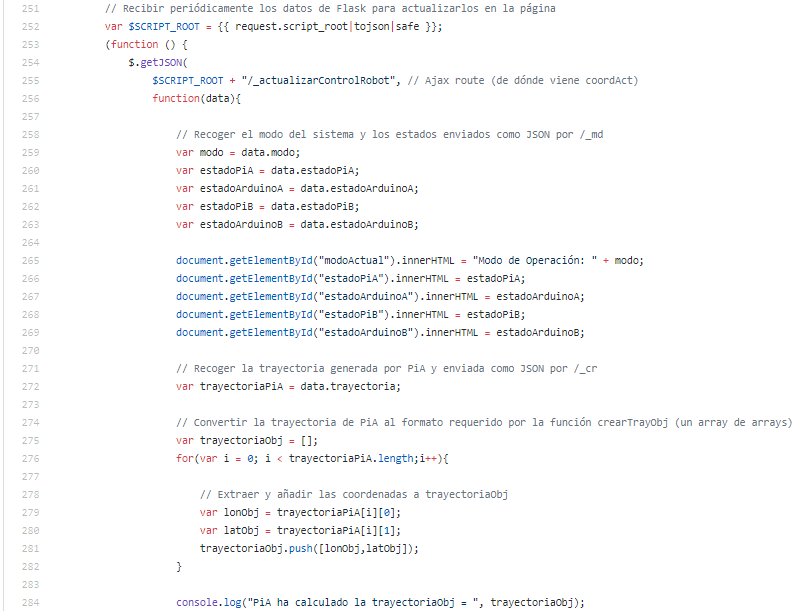 251 // Recibir periódicamente los datos de Flask para actualizarlos en la página
252 var $SCRIPT_ROOT = {{ request.script_root|tojson|safe }};
253 (function () {
254 $.getJSON(
255 $SCRIPT_ROOT + "/_actualizarControlRobot", // Ajax route (de dónde viene coordAct)
256 function(data){
257
258 // Recoger el modo del sistema y los estados enviados como JSON por /_md
259 var modo = data.modo;
260 var estadoPiA = data.estadoPiA;
261 var estadoArduinoA = data.estadoArduinoA;
262 var estadoPiB = data.estadoPiB;
263 var estadoArduinoB = data.estadoArduinoB;
264
265 document.getElementById("modoActual").innerHTML = "Modo de Operación: " + modo;
266 document.getElementById("estadoPiA").innerHTML = estadoPiA;
267 document.getElementById("estadoArduinoA").innerHTML = estadoArduinoA;
268 document.getElementById("estadoPiB").innerHTML = estadoPiB;
269 document.getElementById("estadoArduinoB").innerHTML = estadoArduinoB;
270
271 // Recoger la trayectoria generada por PiA y enviada como JSON por /_cr
272 var trayectoriaPiA = data.trayectoria;
273
274 // Convertir la trayectoria de PiA al formato requerido por la función crearTrayObj (un array de arrays)
275 var trayectoriaObj = [];
276 for(var i = 0; i < trayectoriaPiA.length;i++){
277
278 // Extraer y añadir las coordenadas a trayectoriaObj
279 var lonObj = trayectoriaPiA[i][0];
280 var latObj = trayectoriaPiA[i][1];
281 trayectoriaObj.push([lonObj,latObj]);
282 }
283
284 console.log("PiA ha calculado la trayectoriaObj = ", trayectoriaObj);